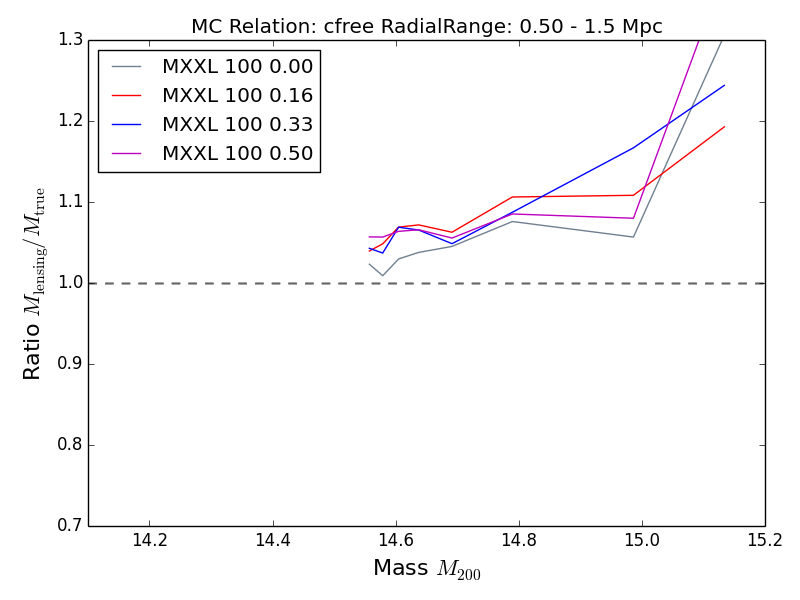 MC Relation: cfree RadialRange: 0.50 - 1.5 Mpc
1.3
1.2
1.1
1.0
0.9
0.8
0.7
MXXL 100 0.00
MXXL 100 0.16
MXXL 100 0.33
MXXL 100 0.50
Ratio M_lensing/M_true
14.2 14.4 14.6 14.8 15.0 15.2
Mass M_200